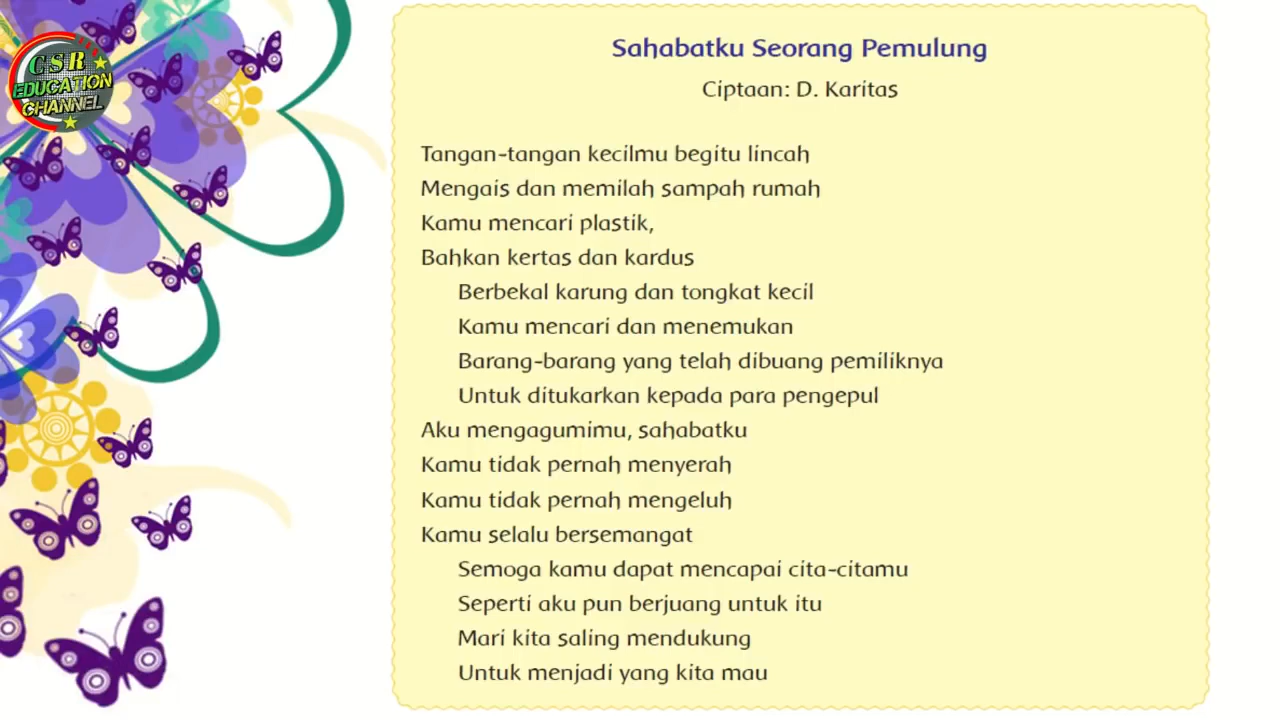 CSR
EDUCATION
CHANNEL
Sahabatku Seorang Pemulung
Ciptaan: D. Karitas
Tangan-tangan kecilmu begitu lincah
Mengais dan memilah sampah rumah
Kamu mencari plastik,
Bahkan kertas dan kardus
Berbekal karung dan tongkat kecil
Kamu mencari dan menemukan
Barang-barang yang telah dibuang pemiliknya
Untuk ditukarkan kepada para pengepul
Aku mengagumimu, sahabatku
Kamu tidak pernah menyerah
Kamu tidak pernah mengeluh
Kamu selalu bersemangat
Semoga kamu dapat mencapai cita-citamu
Seperti aku pun berjuang untuk itu
Mari kita saling mendukung
Untuk menjadi yang kita mau